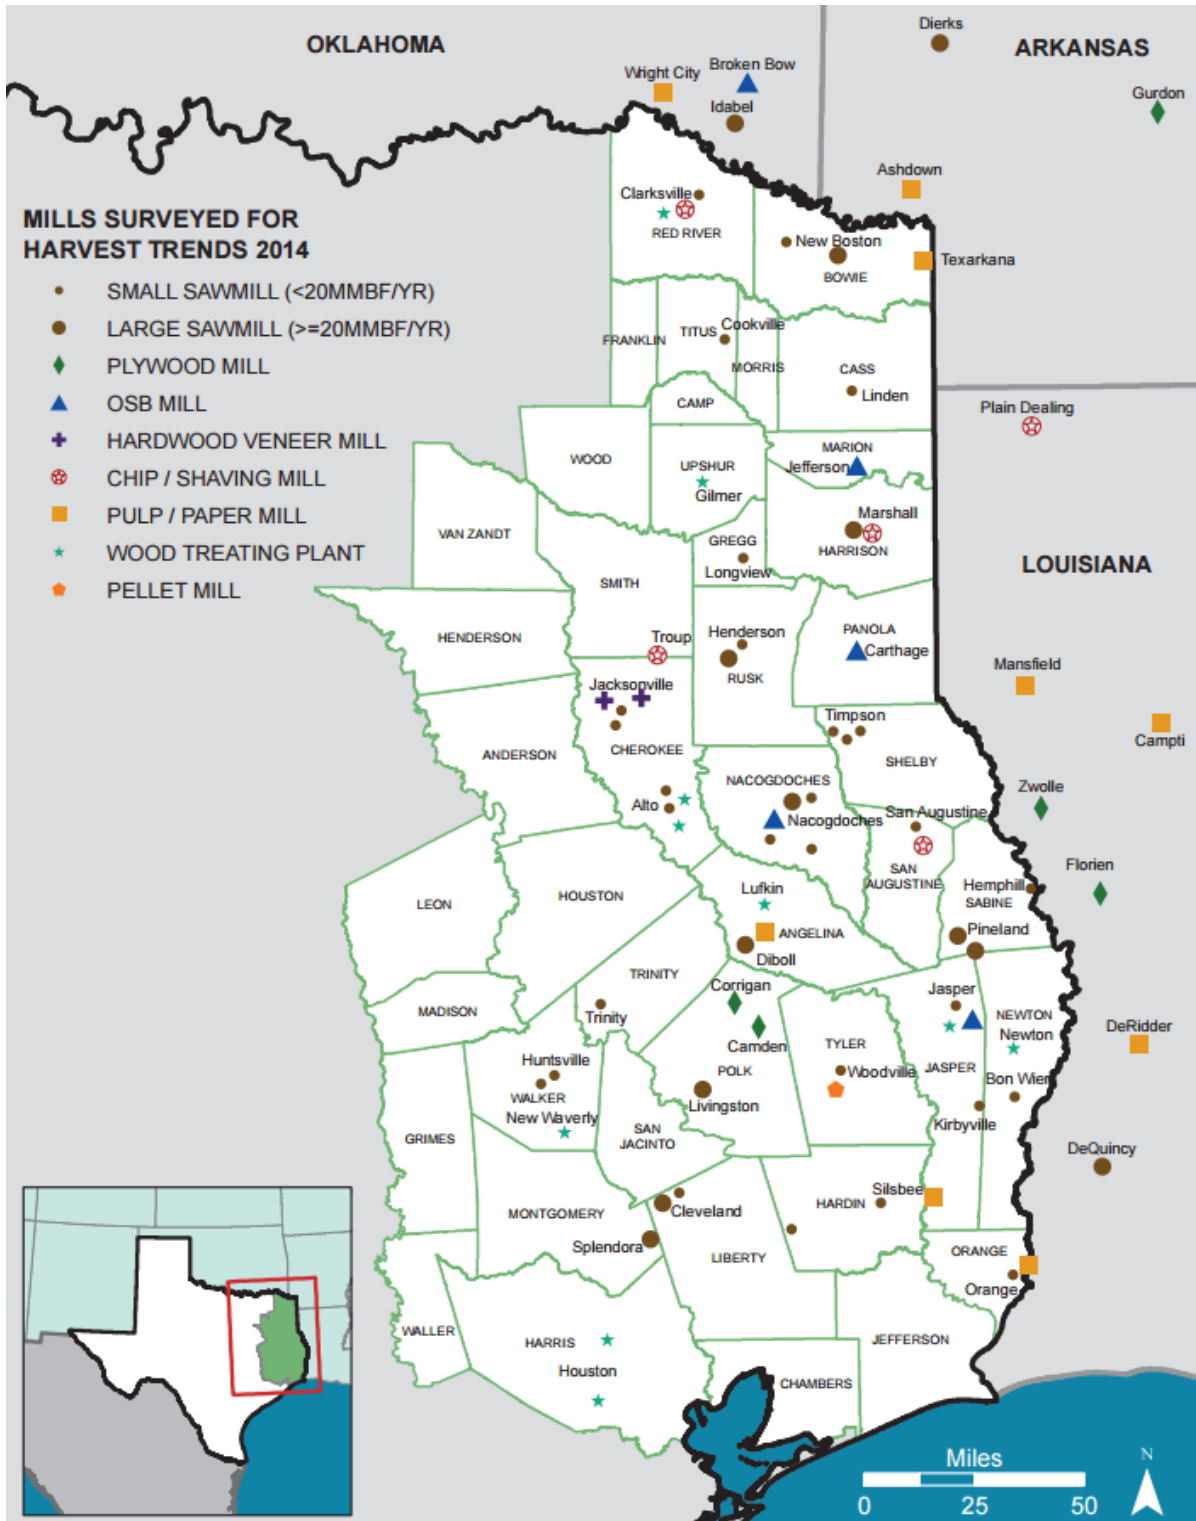 Dierks
OKLAHOMA
ARKANSAS
Broken Bow
Wright City
Gurdon
Idabel
Ashdown
Clarksville
MILLS SURVEYED FOR
HARVEST TRENDS 2014
RED RIVER
New Boston
Texarkana
BOWIE
SMALL SAWMILL (<20MMBF/YR)
LARGE SAWMILL (>=20MMBF/YR)
PLYWOOD MILL
OSB MILL
HARDWOOD VENEER MILL
CHIP / SHAVING MILL
PULP / PAPER MILL
WOOD TREATING PLANT
PELLET MILL
Cookville
TITUS
FRANKLIN
MORRIS
CASS
Linden
CAMP
Plain Dealing
MARION
WOOD
UPSHUR
Jefferson
Gilmer
Marshall
VAN ZANDT
GREGG
HARRISON
LOUISIANA
Longview
SMITH
Henderson
PANOLA
HENDERSON
Troup
Carthage
Mansfield
RUSK
Jacksonville
Timpson
Campti
CHEROKEE
ANDERSON
SHELBY
NACOGDOCHES
Zwolle
Alto
San Augustine
Nacogdoches
Florien
SAN
AUGUSTINE
Lufkin
Hemphill
HOUSTON
SABINE
LEON
ANGELINA
Pineland
Diboll
TRINITY
Corrigan
Jasper
MADISON
Trinity
NEWTON
DeRidder
Newton
Camden
TYLER
Huntsville
JASPER
POLK
Woodville
Bon Wier
WALKER
Livingston
New Waverly
Kirbyville
SAN
JACINTO
GRIMES
DeQuincy
Silsbee
HARDIN
MONTGOMERY
Cleveland
Splendora
ORANGE
LIBERTY
Orange
WALLER
HARRIS
JEFFERSON
Houston
CHAMBERS
Miles
N
0 25 50